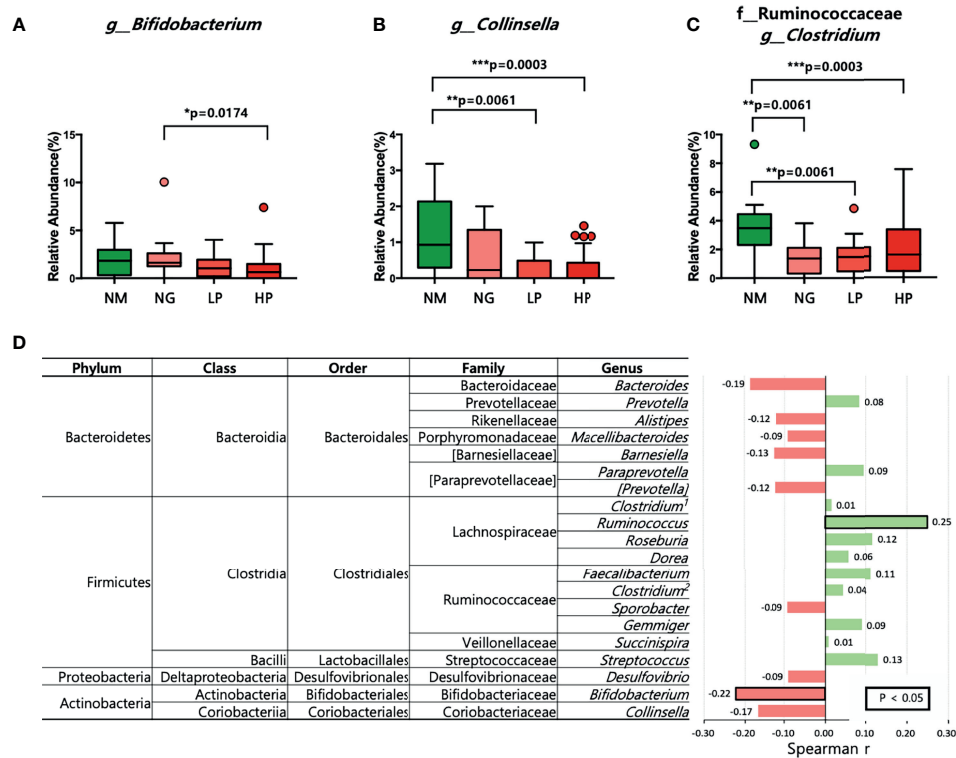 A
g_Bifidobacterium
*p=0.0174
Relative Abundance(%)
15
10
5
0
NM NG LP HP
B
g_Collinsella
***p=0.0003
**p=0.0061
Relative Abundance(%)
4
3
2
1
0
NM NG LP HP
C
f_Ruminococcaceae
g_Clostridium
***p=0.0003
**p=0.0061
**p=0.0061
Relative Abundance(%)
10
8
6
4
2
0
NM NG LP HP
D
Phylum Class Order Family Genus
Bacteroidetes Bacteroidia Bacteroidales
Bacteroidaceae Bacteroides -0.19
Prevotellaceae Prevotella 0.08
Rikenellaceae Alistipes -0.12
Porphyromonadaceae Macellibacteroides -0.09
[Barnesiellaceae] Barnesiella -0.13
[Paraprevotellaceae] Paraprevotella 0.09
[Prevotella] -0.12
Firmicutes Clostridia Clostridiales
Lachnospiraceae Clostridium¹ 0.01
Ruminococcus 0.25
Roseburia 0.12
Dorea 0.06
Ruminococcaceae Faecalibacterium 0.11
Clostridium² 0.04
Sporobacter -0.09
Gemmiger 0.09
Veillonellaceae Succinispira 0.01
Bacilli Lactobacillales Streptococcaceae Streptococcus 0.13
Proteobacteria Deltaproteobacteria Desulfovibrionales Desulfovibrionaceae Desulfovibrio -0.09
Actinobacteria Actinobacteria Bifidobacteriales Bifidobacteriaceae Bifidobacterium -0.22
Coriobacteriia Coriobacteriales Coriobacteriaceae Collinsella -0.17
P < 0.05
-0.30 -0.20 -0.10 0.00 0.10 0.20 0.30
Spearman r